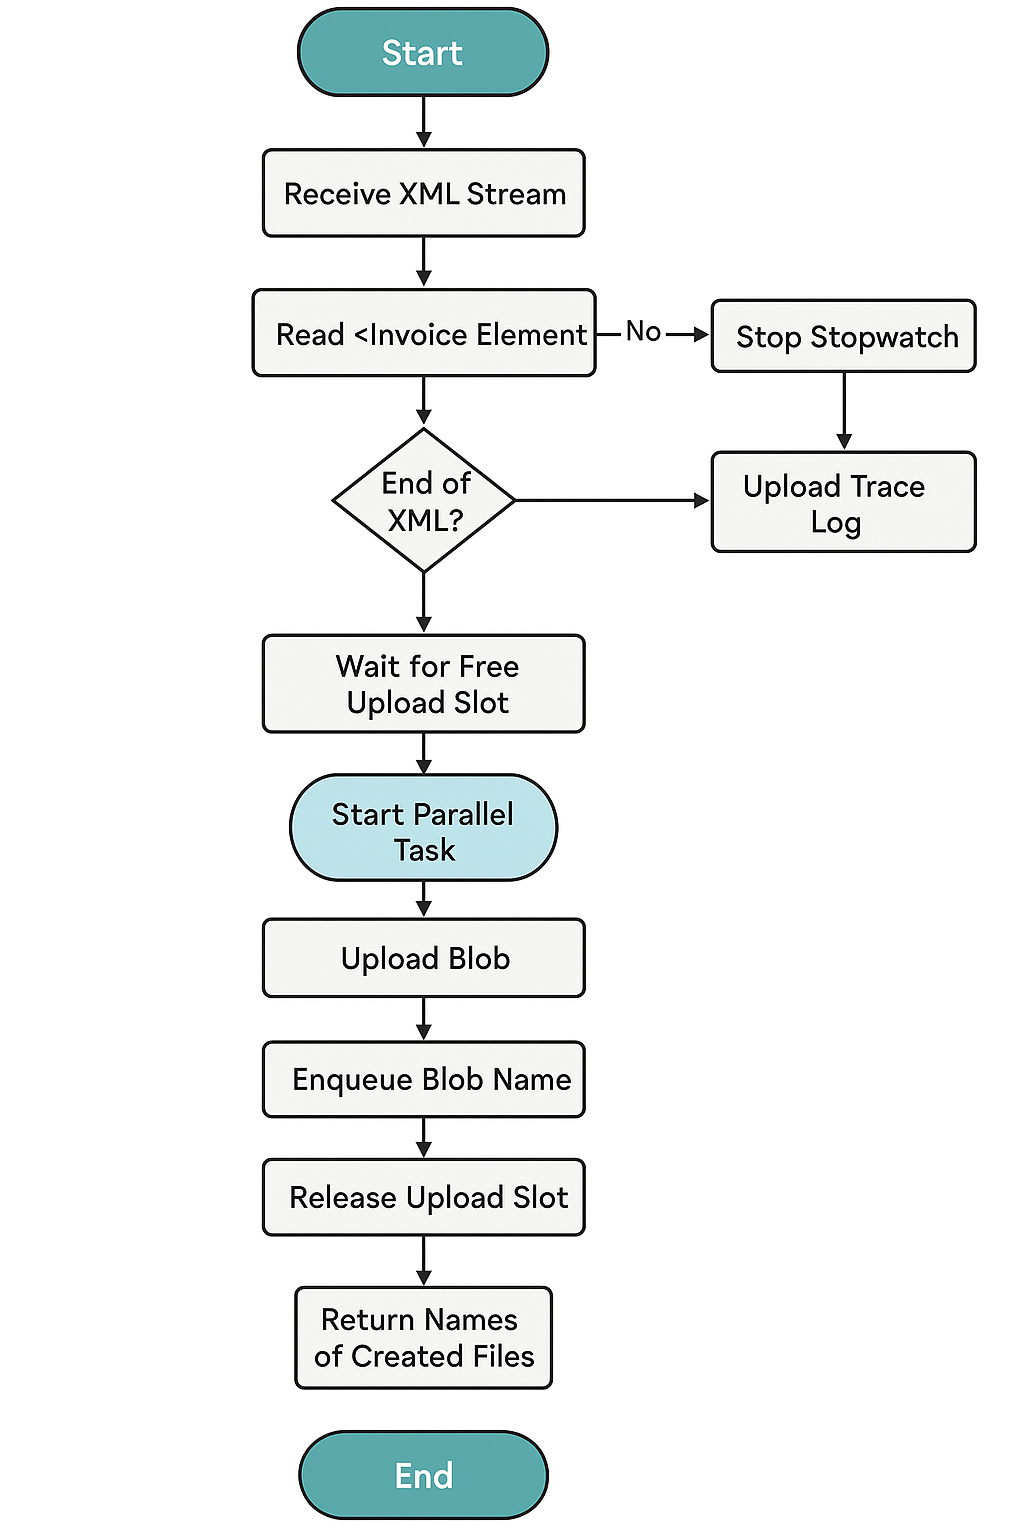 Start
Receive XML Stream
Read <Invoice Element
No
Stop Stopwatch
End of
XML?
Upload Trace
Log
Wait for Free
Upload Slot
Start Parallel
Task
Upload Blob
Enqueue Blob Name
Release Upload Slot
Return Names
of Created Files
End